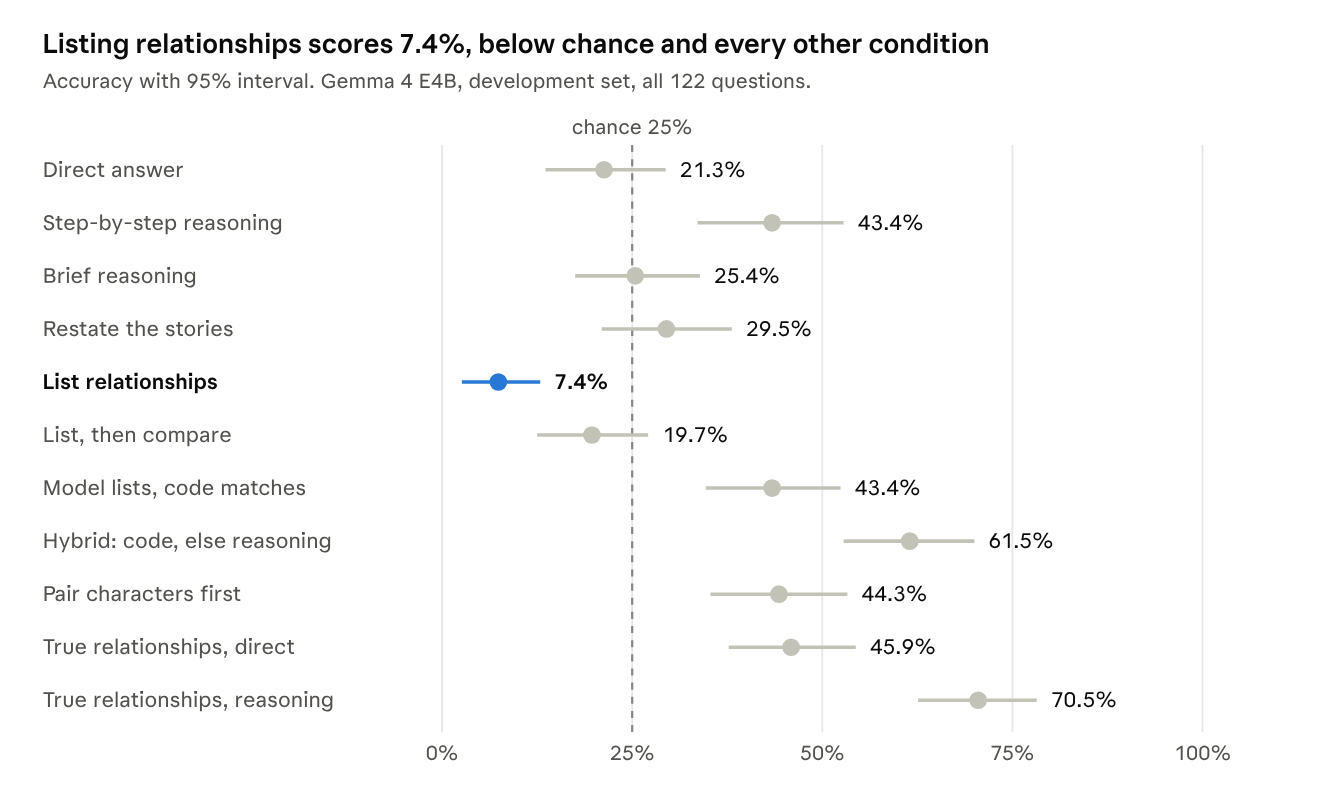 Listing relationships scores 7.4%, below chance and every other condition
Accuracy with 95% interval. Gemma 4 E4B, development set, all 122 questions.
chance 25%
Direct answer 21.3%
Step-by-step reasoning 43.4%
Brief reasoning 25.4%
Restate the stories 29.5%
List relationships 7.4%
List, then compare 19.7%
Model lists, code matches 43.4%
Hybrid: code, else reasoning 61.5%
Pair characters first 44.3%
True relationships, direct 45.9%
True relationships, reasoning 70.5%
0% 25% 50% 75% 100%